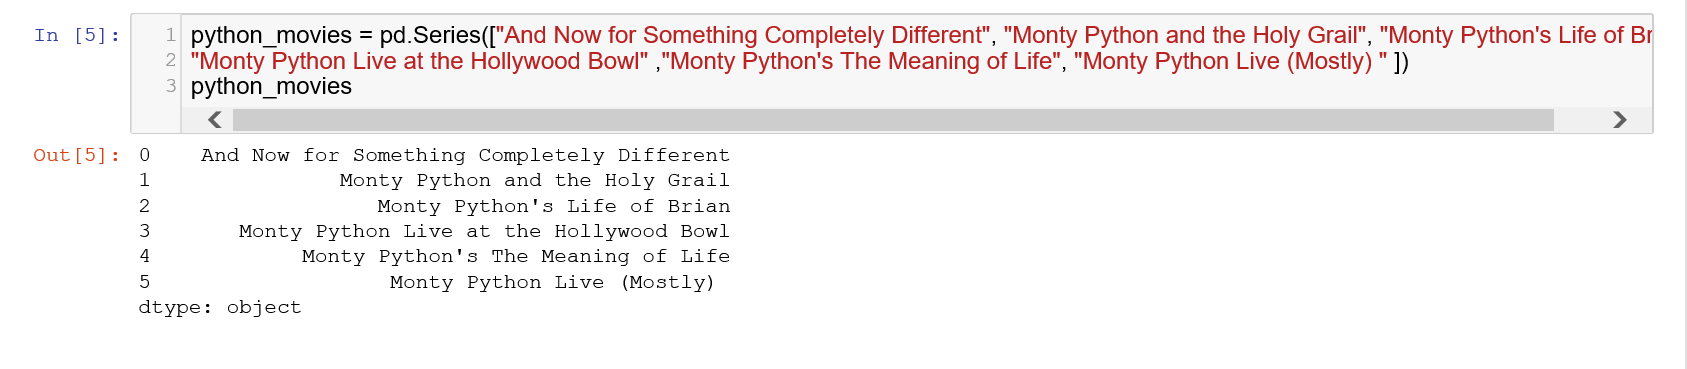 In [5]:
1 python_movies = pd.Series(["And Now for Something Completely Different", "Monty Python and the Holy Grail", "Monty Python's Life of Br
2 "Monty Python Live at the Hollywood Bowl" ,"Monty Python's The Meaning of Life", "Monty Python Live (Mostly) " ])
3 python_movies
Out[5]: 0 And Now for Something Completely Different
1 Monty Python and the Holy Grail
2 Monty Python's Life of Brian
3 Monty Python Live at the Hollywood Bowl
4 Monty Python's The Meaning of Life
5 Monty Python Live (Mostly)
dtype: object